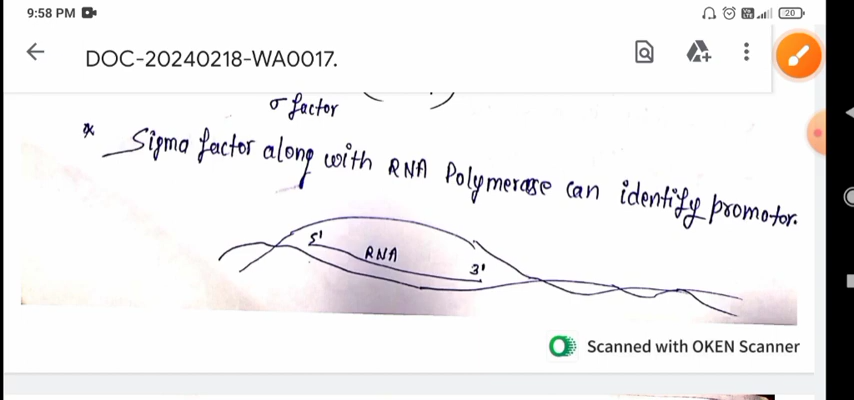 9:58 PM
20
DOC-20240218-WA0017.
σ factor
* Sigma factor along with RNA Polymerase can identify promotor.
5'
RNA
3'
Scanned with OKEN Scanner